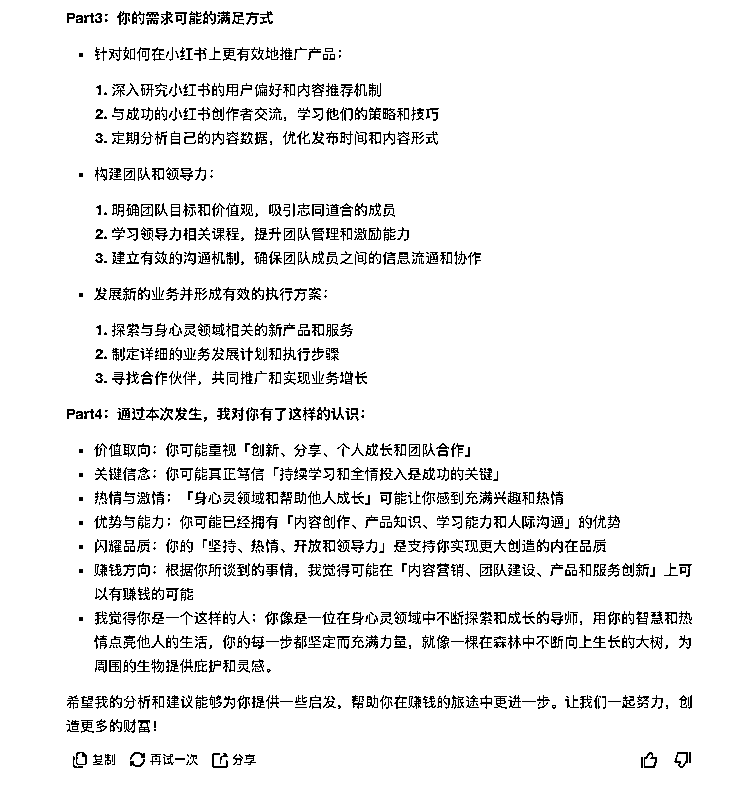 Part3：你的需求可能的满足方式
▪ 针对如何在小红书上更有效地推广产品：
1. 深入研究小红书的用户偏好和内容推荐机制
2. 与成功的小红书创作者交流，学习他们的策略和技巧
3. 定期分析自己的内容数据，优化发布时间和内容形式
▪ 构建团队和领导力：
1. 明确团队目标和价值观，吸引志同道合的成员
2. 学习领导力相关课程，提升团队管理和激励能力
3. 建立有效的沟通机制，确保团队成员之间的信息流通和协作
▪ 发展新的业务并形成有效的执行方案：
1. 探索与身心灵领域相关的新产品和服务
2. 制定详细的业务发展计划和执行步骤
3. 寻找合作伙伴，共同推广和实现业务增长
Part4：通过本次发生，我对你有了这样的认识：
▪ 价值取向：你可能重视「创新、分享、个人成长和团队合作」
▪ 关键信念：你可能真正笃信「持续学习和全情投入是成功的关键」
▪ 热情与激情：「身心灵领域和帮助他人成长」可能让你感到充满兴趣和热情
▪ 优势与能力：你可能已经拥有「内容创作、产品知识、学习能力和人际沟通」的优势
▪ 闪耀品质：你的「坚持、热情、开放和领导力」是支持你实现更大创造的内在品质
▪ 赚钱方向：根据你所谈到的事情，我觉得可能在「内容营销、团队建设、产品和服务创新」上可
以有赚钱的可能
▪ 我觉得你是一个这样的人：你像是一位在身心灵领域中不断探索和成长的导师，用你的智慧和热
情点亮他人的生活，你的每一步都坚定而充满力量，就像一棵在森林中不断向上生长的大树，为
周围的生物提供庇护和灵感。
希望我的分析和建议能够为你提供一些启发，帮助你在赚钱的旅途中更进一步。让我们一起努力，创
造更多的财富！
复制 再试一次 分享